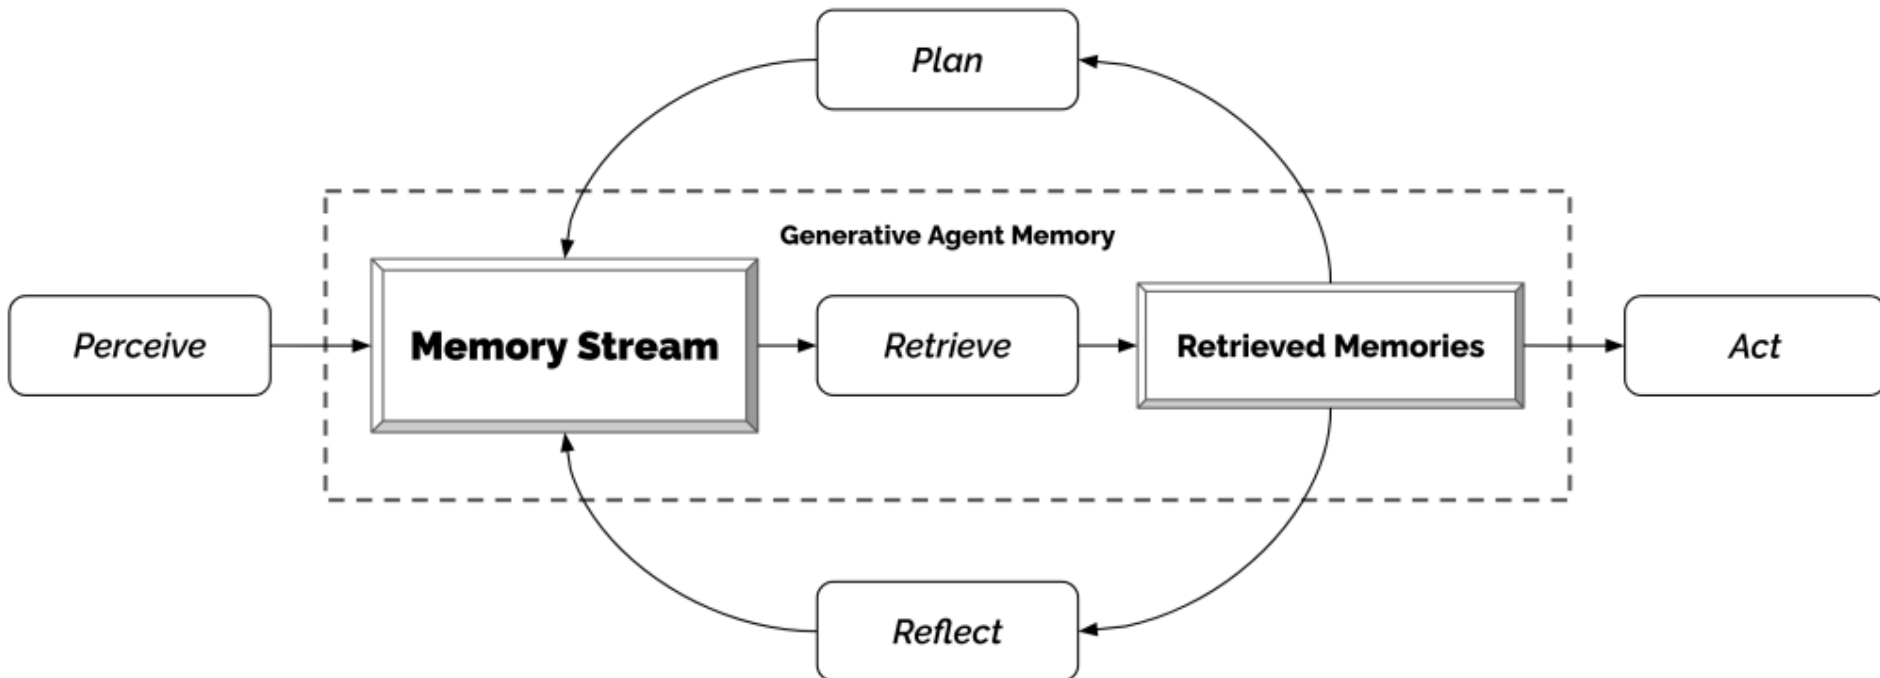 Plan
Generative Agent Memory
Perceive
Memory Stream
Retrieve
Retrieved Memories
Act
Reflect